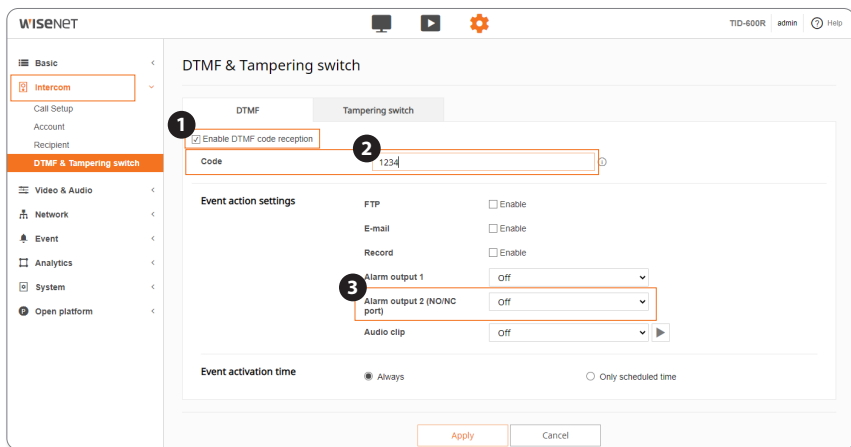 WISENET
TID-600R admin ? Help
Basic
Intercom
Call Setup
Account
Recipient
DTMF & Tampering switch
Video & Audio
Network
Event
Analytics
System
P Open platform
DTMF & Tampering switch
DTMF Tampering switch
1
Enable DTMF code reception
2
Code 1234
Event action settings
FTP Enable
E-mail Enable
Record Enable
Alarm output 1 Off
3
Alarm output 2 (NO/NC Off
port)
Audio clip Off
Event activation time Always Only scheduled time
Apply Cancel